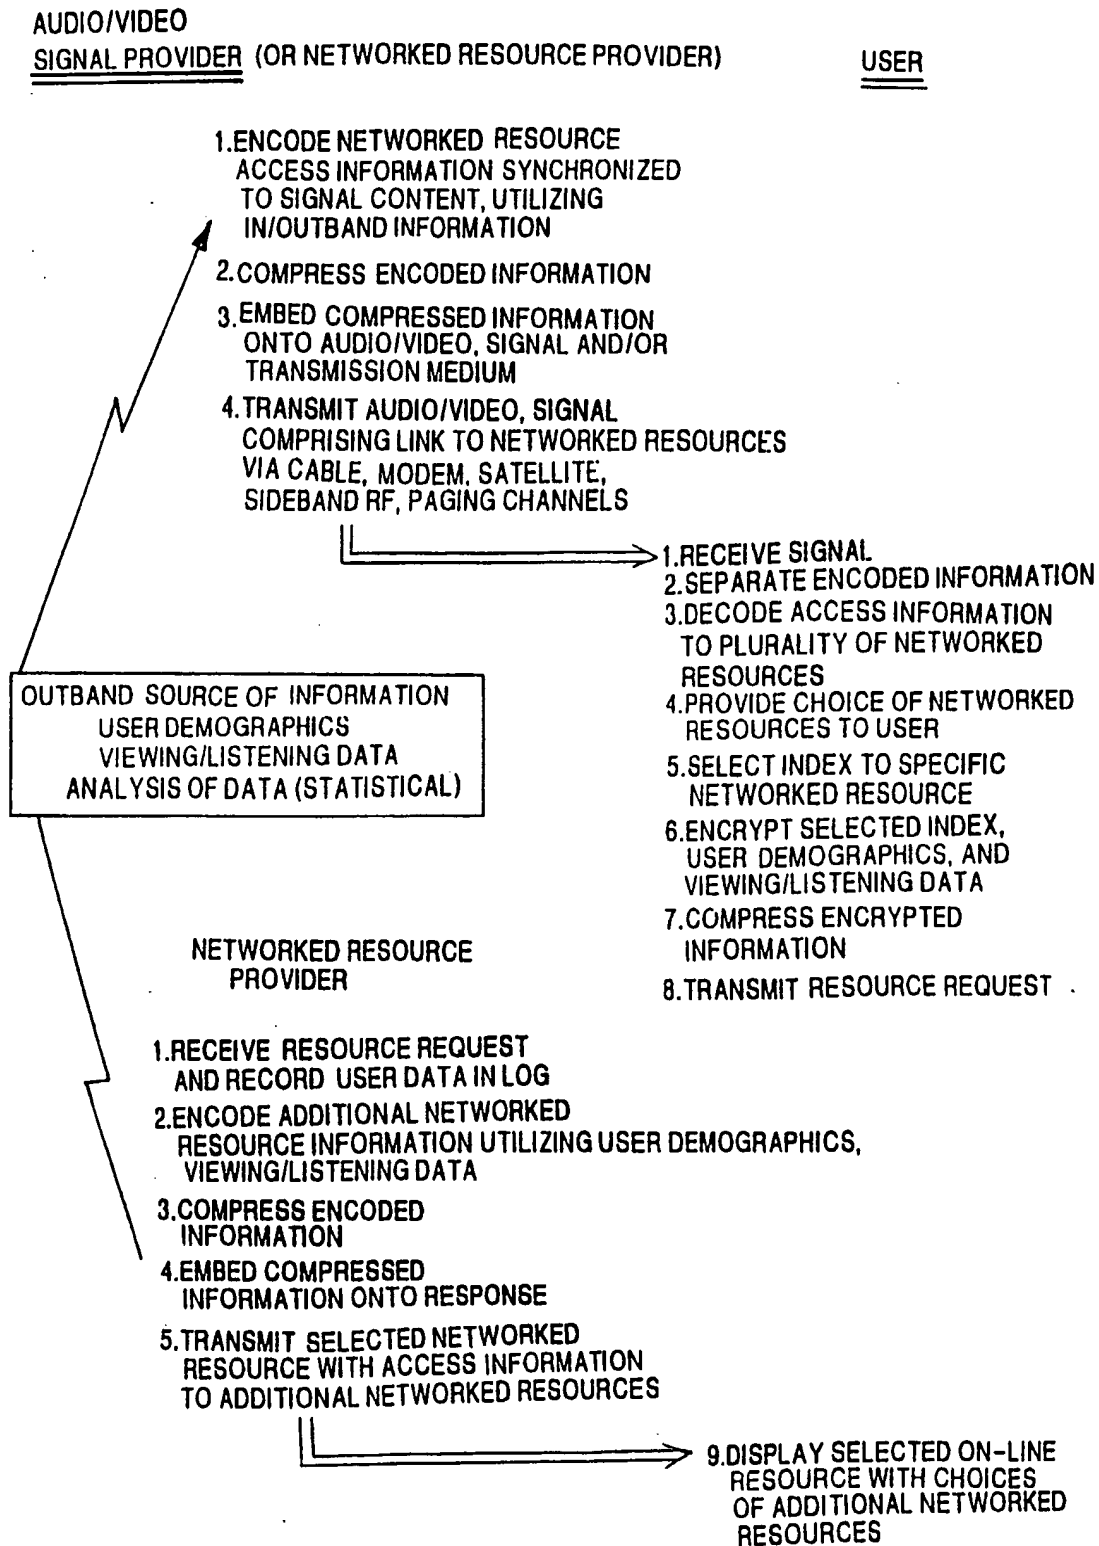 AUDIO/VIDEO
SIGNAL PROVIDER (OR NETWORKED RESOURCE PROVIDER)
USER
1.ENCODE NETWORKED RESOURCE
ACCESS INFORMATION SYNCHRONIZED
TO SIGNAL CONTENT, UTILIZING
IN/OUTBAND INFORMATION
2.COMPRESS ENCODED INFORMATION
3.EMBED COMPRESSED INFORMATION
ONTO AUDIO/VIDEO, SIGNAL AND/OR
TRANSMISSION MEDIUM
4.TRANSMIT AUDIO/VIDEO, SIGNAL
COMPRISING LINK TO NETWORKED RESOURCES
VIA CABLE, MODEM, SATELLITE,
SIDEBAND RF, PAGING CHANNELS
1.RECEIVE SIGNAL
2.SEPARATE ENCODED INFORMATION
3.DECODE ACCESS INFORMATION
TO PLURALITY OF NETWORKED
RESOURCES
4.PROVIDE CHOICE OF NETWORKED
RESOURCES TO USER
5.SELECT INDEX TO SPECIFIC
NETWORKED RESOURCE
6.ENCRYPT SELECTED INDEX,
USER DEMOGRAPHICS, AND
VIEWING/LISTENING DATA
7.COMPRESS ENCRYPTED
INFORMATION
8.TRANSMIT RESOURCE REQUEST
OUTBAND SOURCE OF INFORMATION
USER DEMOGRAPHICS
VIEWING/LISTENING DATA
ANALYSIS OF DATA (STATISTICAL)
NETWORKED RESOURCE
PROVIDER
1.RECEIVE RESOURCE REQUEST
AND RECORD USER DATA IN LOG
2.ENCODE ADDITIONAL NETWORKED
RESOURCE INFORMATION UTILIZING USER DEMOGRAPHICS,
VIEWING/LISTENING DATA
3.COMPRESS ENCODED
INFORMATION
4.EMBED COMPRESSED
INFORMATION ONTO RESPONSE
5.TRANSMIT SELECTED NETWORKED
RESOURCE WITH ACCESS INFORMATION
TO ADDITIONAL NETWORKED RESOURCES
9.DISPLAY SELECTED ON-LINE
RESOURCE WITH CHOICES
OF ADDITIONAL NETWORKED
RESOURCES